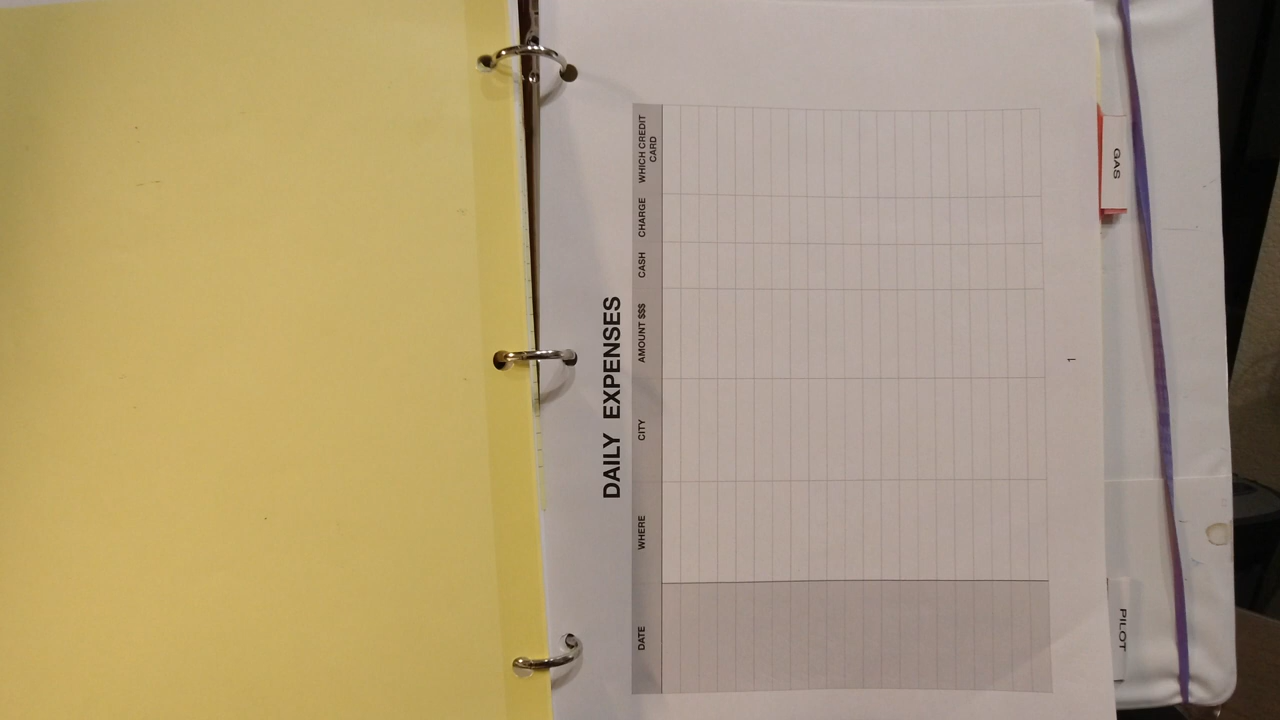 DAILY EXPENSES
DATE WHERE CITY AMOUNT $$$ CASH CHARGE WHICH CREDIT
CARD
1
GAS
PILOT